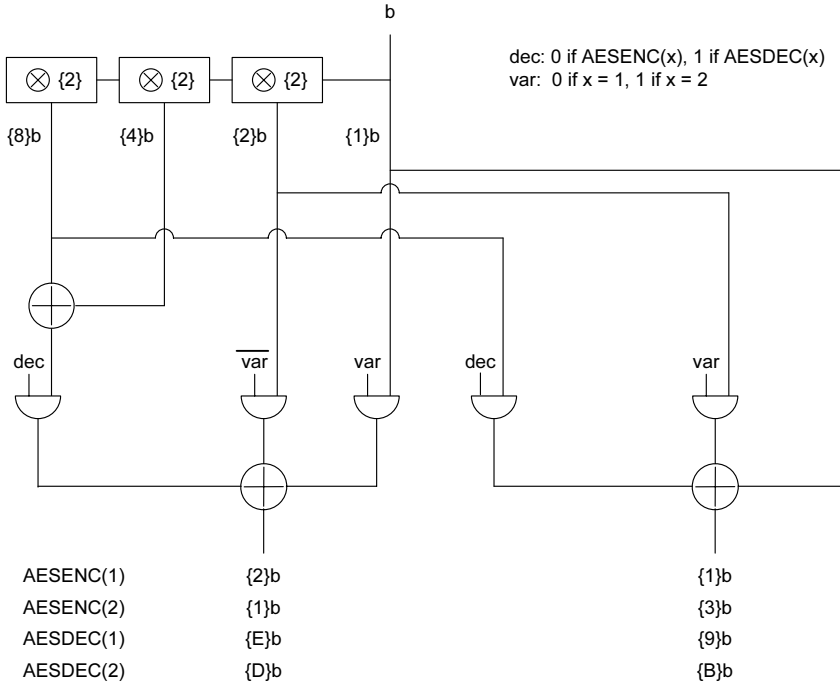 b
dec: 0 if AESENC(x), 1 if AESDEC(x)
var: 0 if x = 1, 1 if x = 2
⊗ {2} ⊗ {2} ⊗ {2}
{8}b {4}b {2}b {1}b
dec v̅a̅r̅ var dec var
AESENC(1) {2}b {1}b
AESENC(2) {1}b {3}b
AESDEC(1) {E}b {9}b
AESDEC(2) {D}b {B}b